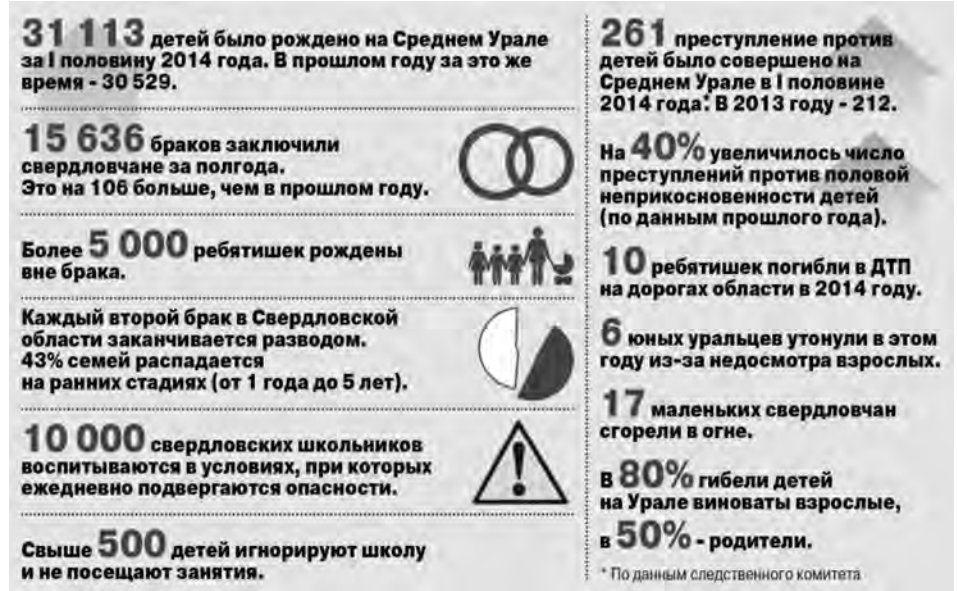 31 113 детей было рождено на Среднем Урале
за I половину 2014 года. В прошлом году за это же
время - 30 529.
15 636 браков заключили
свердловчане за полгода.
Это на 106 больше, чем в прошлом году.
Более 5 000 ребятишек рождены
вне брака.
Каждый второй брак в Свердловской
области заканчивается разводом.
43% семей распадается
на ранних стадиях (от 1 года до 5 лет).
10 000 свердловских школьников
воспитываются в условиях, при которых
ежедневно подвергаются опасности.
Свыше 500 детей игнорируют школу
и не посещают занятия.
261 преступление против
детей было совершено на
Среднем Урале в I половине
2014 года*. В 2013 году - 212.
На 40% увеличилось число
преступлений против половой
неприкосновенности детей
(по данным прошлого года).
10 ребятишек погибли в ДТП
на дорогах области в 2014 году.
6 юных уральцев утонули в этом
году из-за недосмотра взрослых.
17 маленьких свердловчан
сгорели в огне.
В 80% гибели детей
на Урале виноваты взрослые,
в 50% - родители.
* По данным следственного комитета